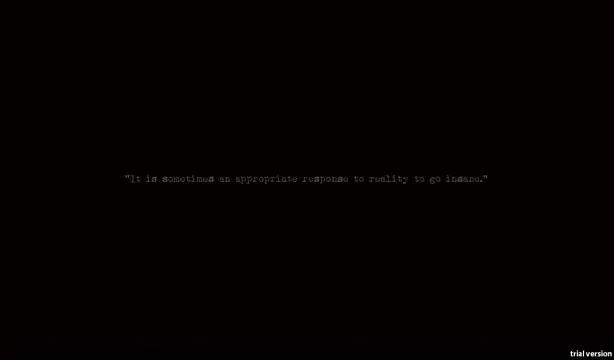 "It is sometimes an appropriate response to reality to go insane."
trial version